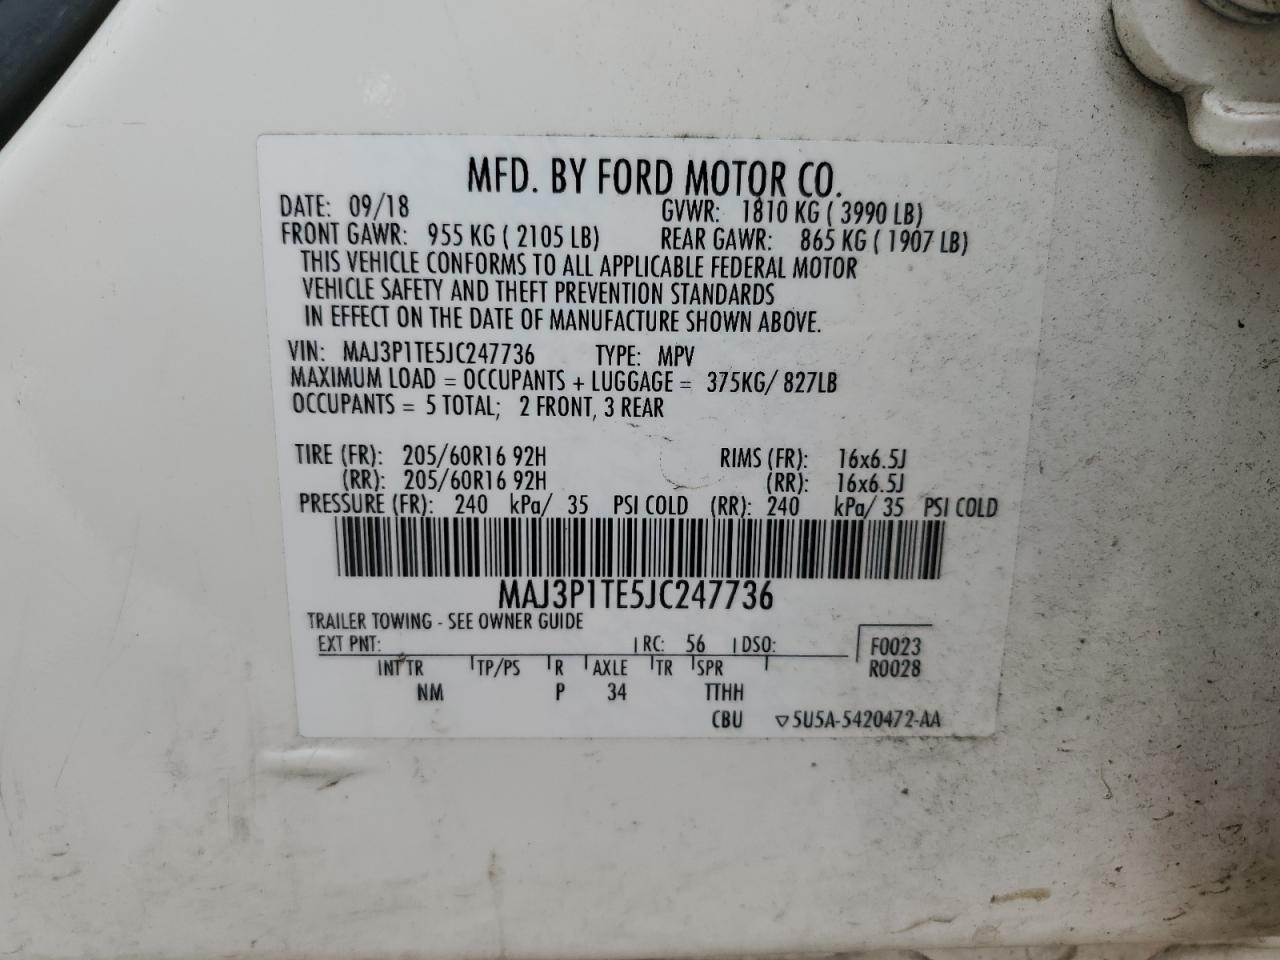 MFD. BY FORD MOTOR CO.
DATE: 09/18 GVWR: 1810 KG ( 3990 LB)
FRONT GAWR: 955 KG ( 2105 LB) REAR GAWR: 865 KG ( 1907 LB)
THIS VEHICLE CONFORMS TO ALL APPLICABLE FEDERAL MOTOR
VEHICLE SAFETY AND THEFT PREVENTION STANDARDS
IN EFFECT ON THE DATE OF MANUFACTURE SHOWN ABOVE.
VIN: MAJ3P1TE5JC247736 TYPE: MPV
MAXIMUM LOAD = OCCUPANTS + LUGGAGE = 375KG/ 827LB
OCCUPANTS = 5 TOTAL; 2 FRONT, 3 REAR
TIRE (FR): 205/60R16 92H RIMS (FR): 16x6.5J
(RR): 205/60R16 92H (RR): 16x6.5J
PRESSURE (FR): 240 kPa/ 35 PSI COLD (RR): 240 kPa/ 35 PSI COLD
MAJ3P1TE5JC247736
TRAILER TOWING - SEE OWNER GUIDE
EXT PNT: RC: 56 DSO: F0023
INT TR TP/PS R AXLE TR SPR R0028
NM P 34 TTHH
CBU ▽5U5A-5420472-AA